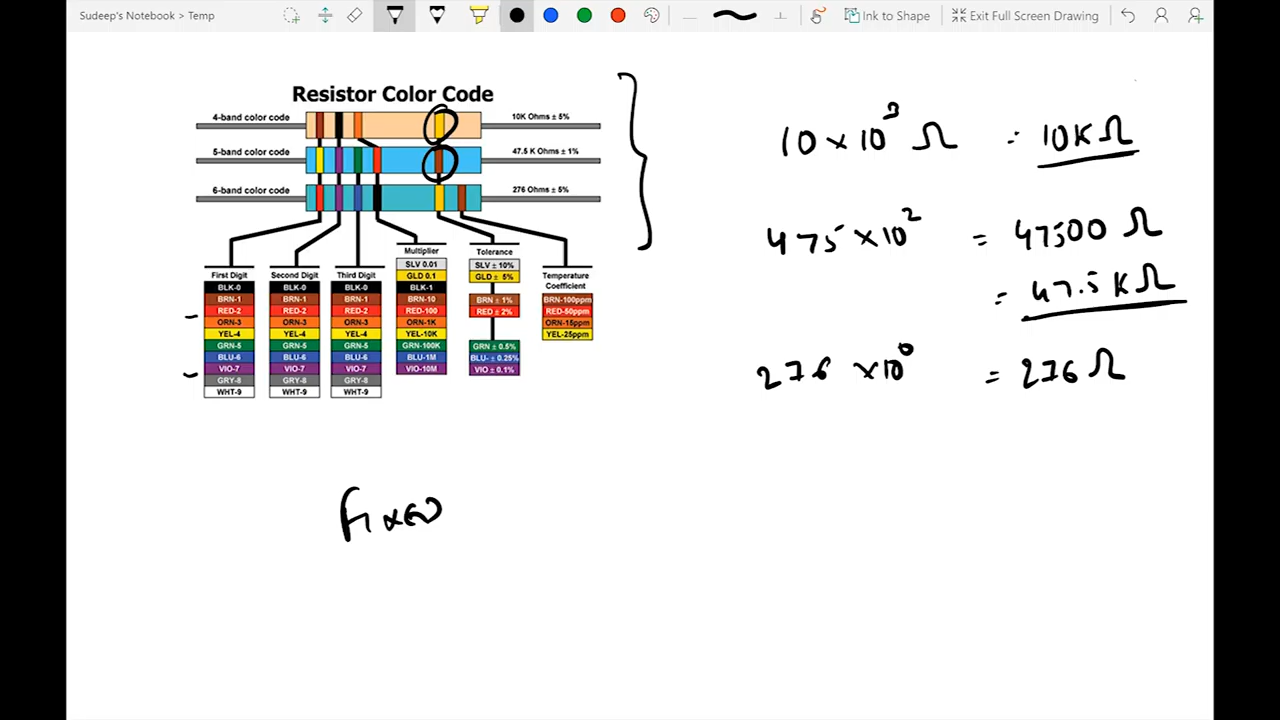 Sudeep's Notebook > Temp
Ink to Shape
Exit Full Screen Drawing
Resistor Color Code
4-band color code
10K Ohms ± 5%
5-band color code
47.5 K Ohms ± 1%
6-band color code
276 Ohms ± 5%
First Digit
BLK-0
BRN-1
RED-2
ORN-3
YEL-4
GRN-5
BLU-6
VIO-7
GRY-8
WHT-9
Second Digit
BLK-0
BRN-1
RED-2
ORN-3
YEL-4
GRN-5
BLU-6
VIO-7
GRY-8
WHT-9
Third Digit
BLK-0
BRN-1
RED-2
ORN-3
YEL-4
GRN-5
BLU-6
VIO-7
GRY-8
WHT-9
Multiplier
SLV 0.01
GLD 0.1
BLK-1
BRN-10
RED-100
ORN-1K
YEL-10K
GRN-100K
BLU-1M
VIO-10M
Tolerance
SLV ± 10%
GLD ± 5%
BRN ± 1%
RED ± 2%
GRN ± 0.5%
BLU- ± 0.25%
VIO ± 0.1%
Temperature
Coefficient
BRN-100ppm
RED-50ppm
ORN-15ppm
YEL-25ppm
10 × 10³ Ω = 10K Ω
475 × 10² = 47500 Ω
= 47.5 K Ω
276 × 10⁰ = 276 Ω
Fixed